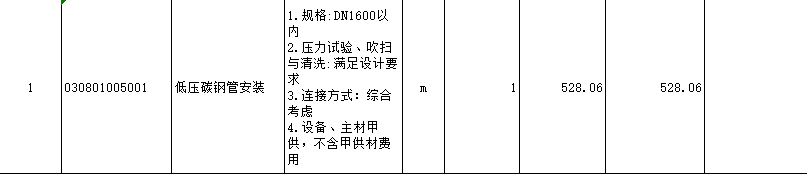 1
030801005001
低压碳钢管安装
1.规格:DN1600以
内
2.压力试验、吹扫
与清洗:满足设计要
求
3.连接方式：综合
考虑
4.设备、主材甲
供，不含甲供材费
用
m
1
528.06
528.06